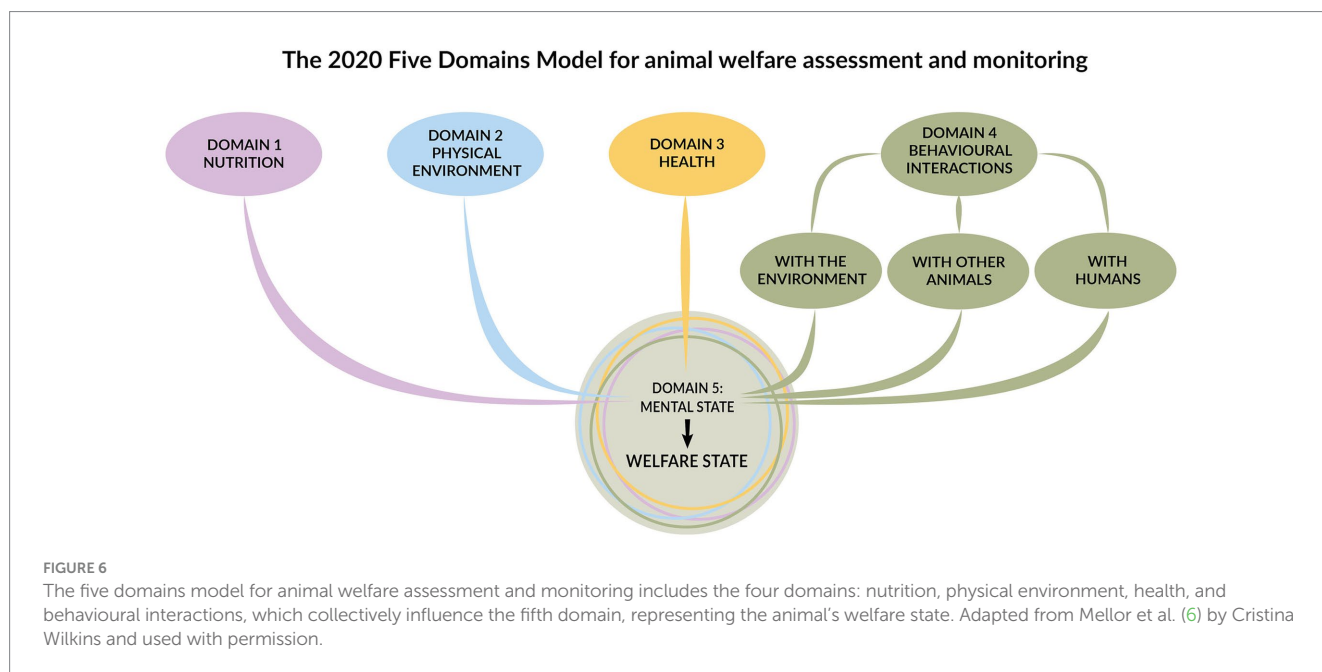 The 2020 Five Domains Model for animal welfare assessment and monitoring
DOMAIN 1
NUTRITION
DOMAIN 2
PHYSICAL
ENVIRONMENT
DOMAIN 3
HEALTH
DOMAIN 4
BEHAVIOURAL
INTERACTIONS
WITH THE
ENVIRONMENT
WITH OTHER
ANIMALS
WITH
HUMANS
DOMAIN 5:
MENTAL STATE
WELFARE STATE
FIGURE 6
The five domains model for animal welfare assessment and monitoring includes the four domains: nutrition, physical environment, health, and
behavioural interactions, which collectively influence the fifth domain, representing the animal's welfare state. Adapted from Mellor et al. (6) by Cristina
Wilkins and used with permission.